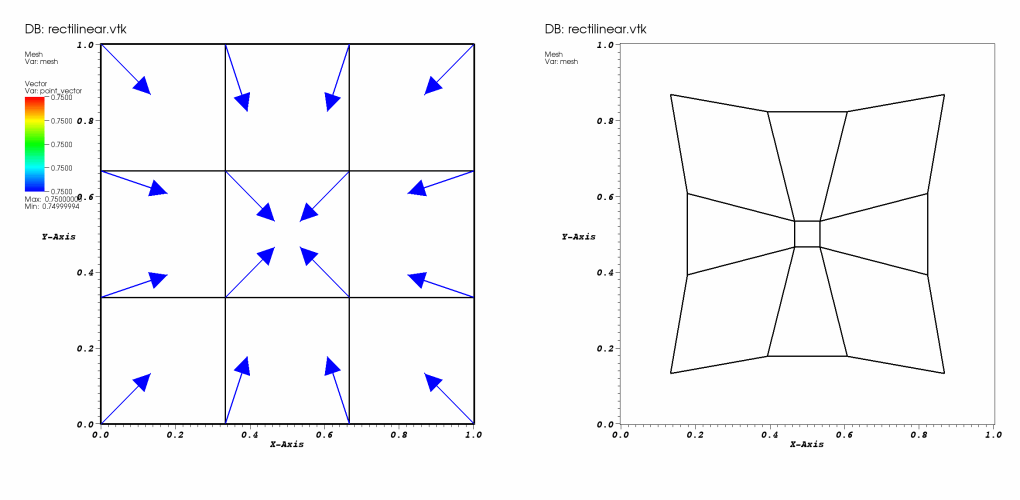 DB: rectilinear.vtk
Mesh
Var: mesh
Vector
Var: point_vector
0.7500
0.7500
0.7500
0.7500
0.7500
Max: 0.7500000
Min: 0.74999994
1.0
0.8
0.6
0.4
0.2
0.0
Y-Axis
0.0 0.2 0.4 0.6 0.8 1.0
X-Axis
DB: rectilinear.vtk
Mesh
Var: mesh
1.0
0.8
0.6
0.4
0.2
0.0
Y-Axis
0.0 0.2 0.4 0.6 0.8 1.0
X-Axis